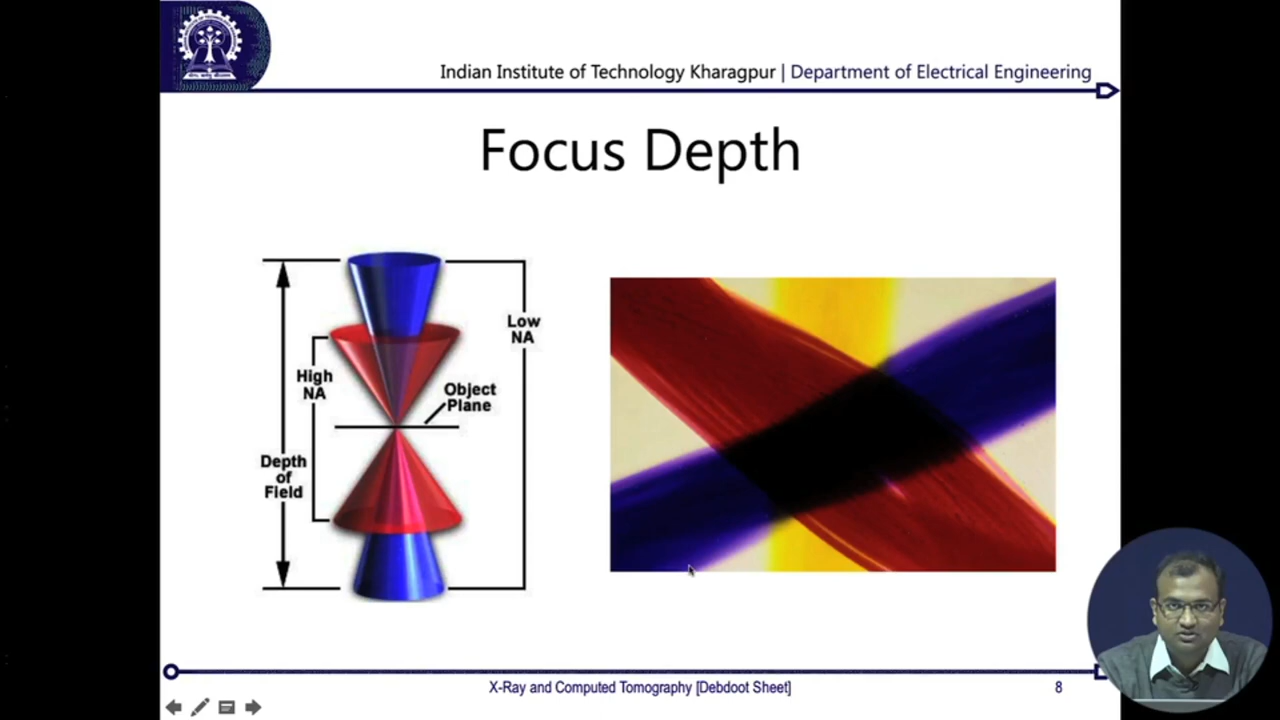 Indian Institute of Technology Kharagpur | Department of Electrical Engineering
Focus Depth
Low
NA
High
NA
Object
Plane
Depth
of
Field
X-Ray and Computed Tomography [Debdoot Sheet]
8